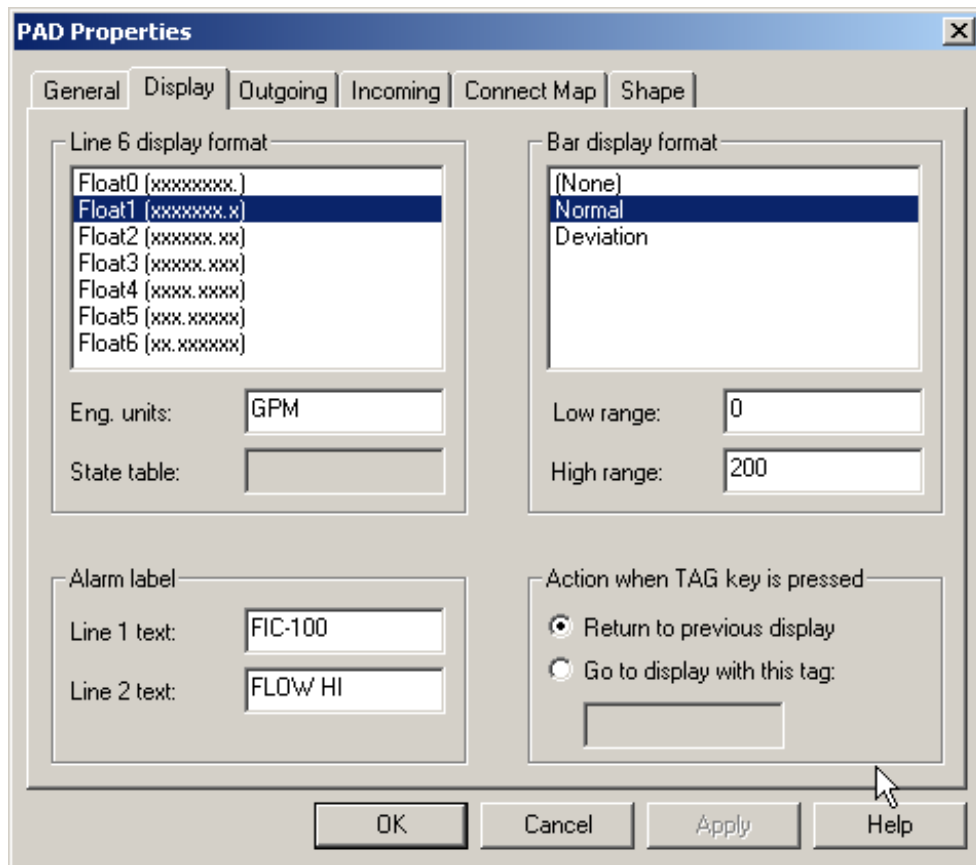 PAD Properties
General Display Outgoing Incoming Connect Map Shape
Line 6 display format
Float0 (xxxxxxxx.)
Float1 (xxxxxxx.x)
Float2 (xxxxxx.xx)
Float3 (xxxxx.xxx)
Float4 (xxxx.xxxx)
Float5 (xxx.xxxxx)
Float6 (xx.xxxxxx)
Eng. units: GPM
State table:
Bar display format
(None)
Normal
Deviation
Low range: 0
High range: 200
Alarm label
Line 1 text: FIC-100
Line 2 text: FLOW HI
Action when TAG key is pressed
Return to previous display
Go to display with this tag:
OK Cancel Apply Help